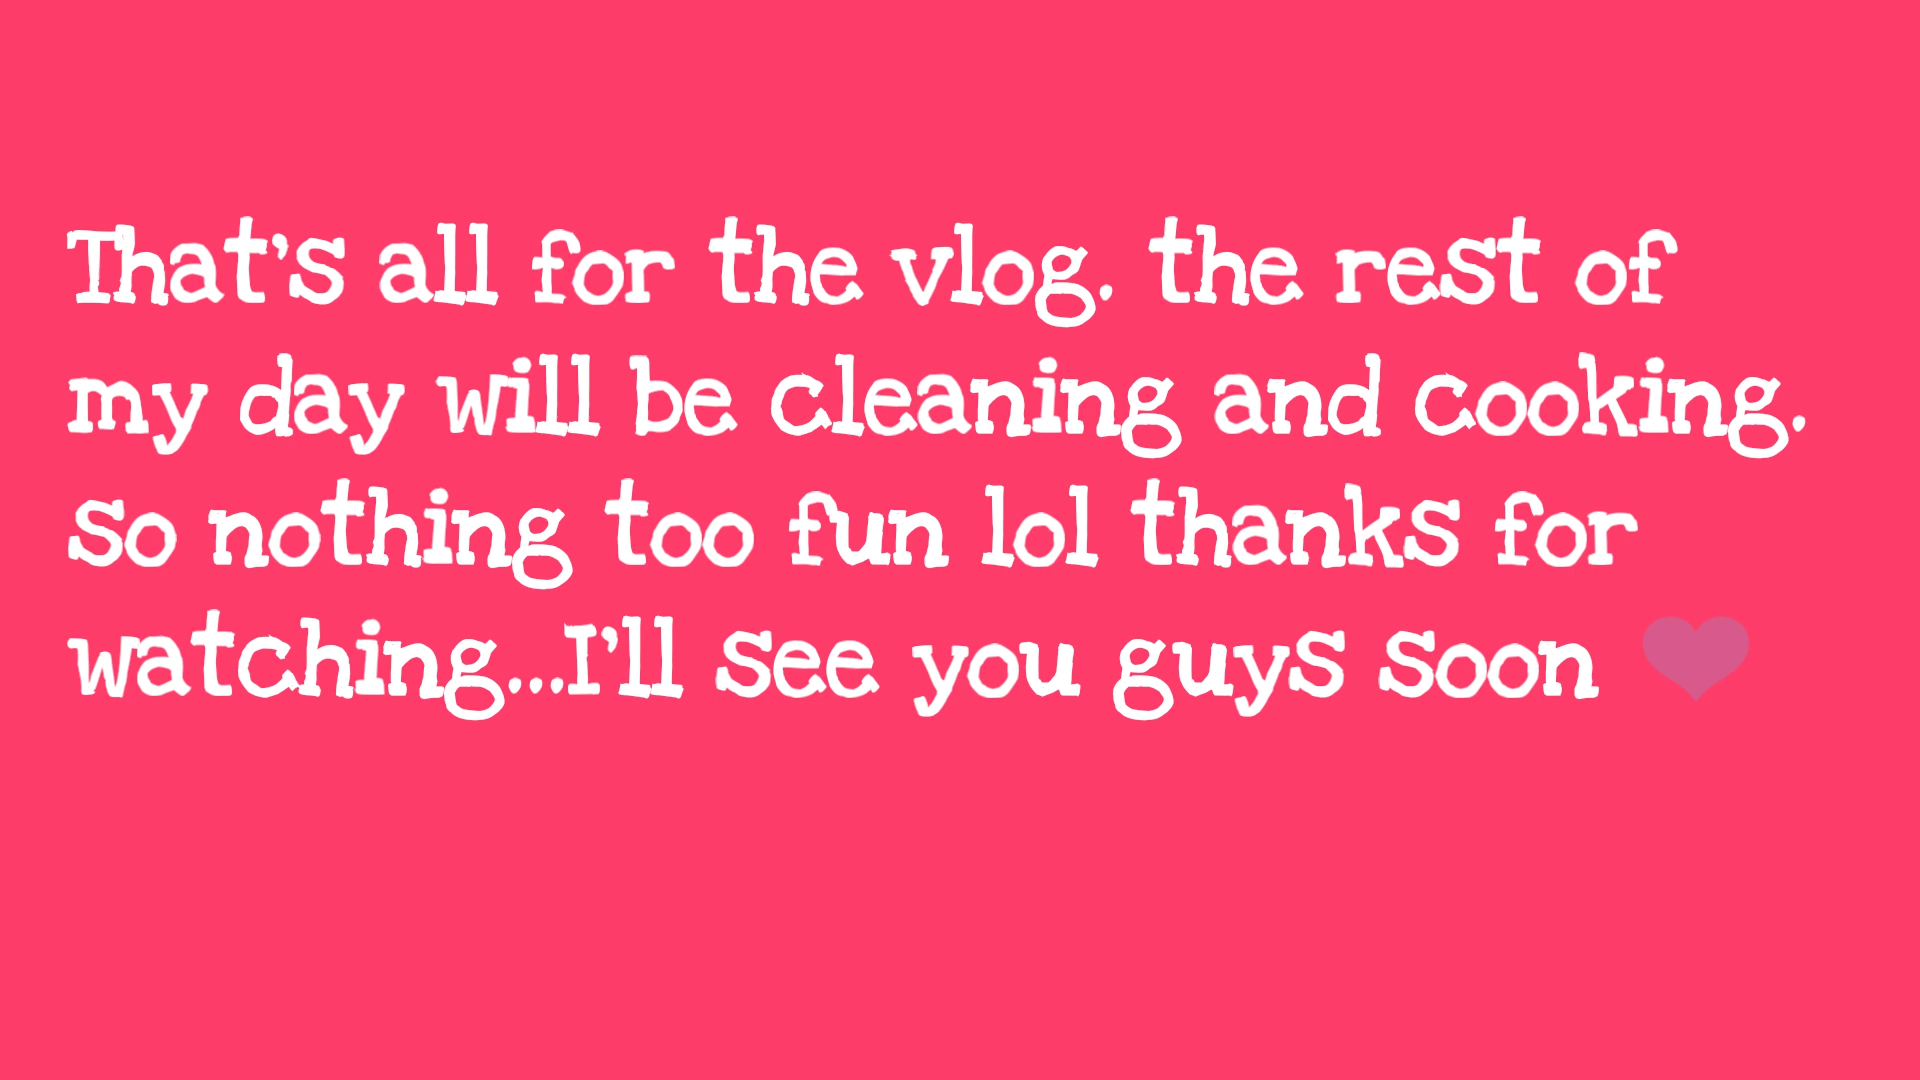 That's all for the vlog. the rest of
my day will be cleaning and cooking.
So nothing too fun lol thanks for
watching...I'll see you guys soon